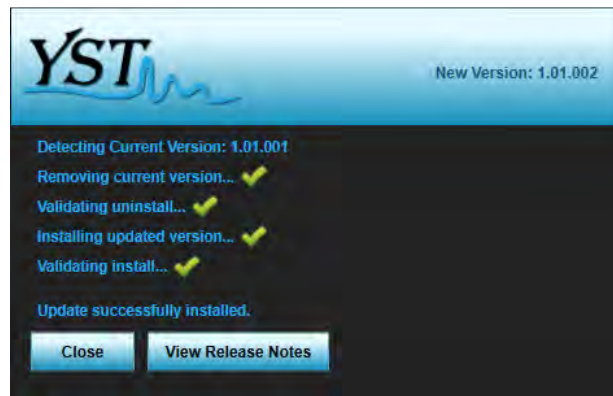 YST
New Version: 1.01.002
Detecting Current Version: 1.01.001
Removing current version...
Validating uninstall...
Installing updated version...
Validating install...
Update successfully installed.
Close
View Release Notes